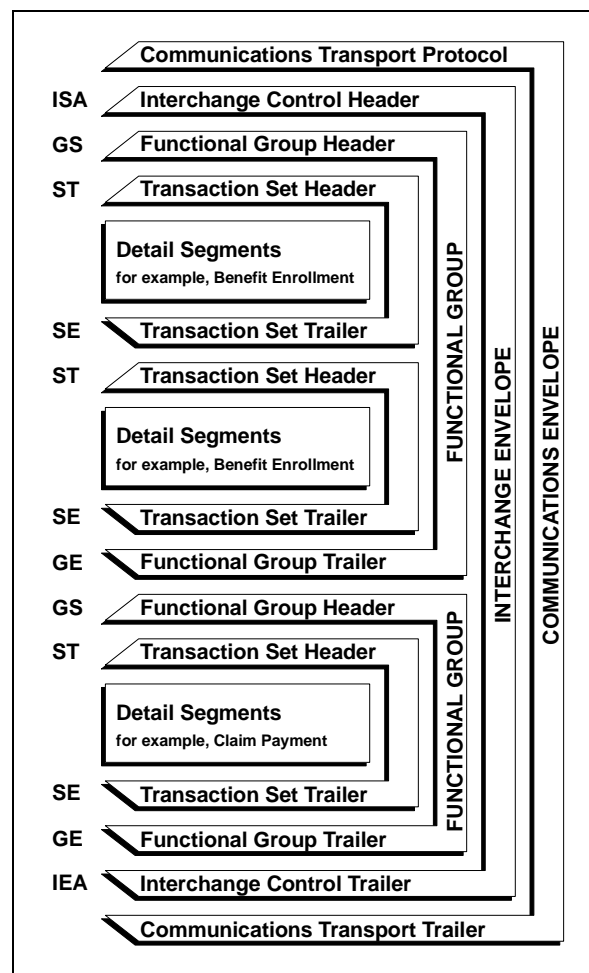 Communications Transport Protocol
ISA Interchange Control Header
GS Functional Group Header
ST Transaction Set Header
Detail Segments
for example, Benefit Enrollment
SE Transaction Set Trailer
ST Transaction Set Header
Detail Segments
for example, Benefit Enrollment
SE Transaction Set Trailer
GE Functional Group Trailer
FUNCTIONAL GROUP
GS Functional Group Header
ST Transaction Set Header
Detail Segments
for example, Claim Payment
SE Transaction Set Trailer
GE Functional Group Trailer
FUNCTIONAL GROUP
IEA Interchange Control Trailer
INTERCHANGE ENVELOPE
Communications Transport Trailer
COMMUNICATIONS ENVELOPE